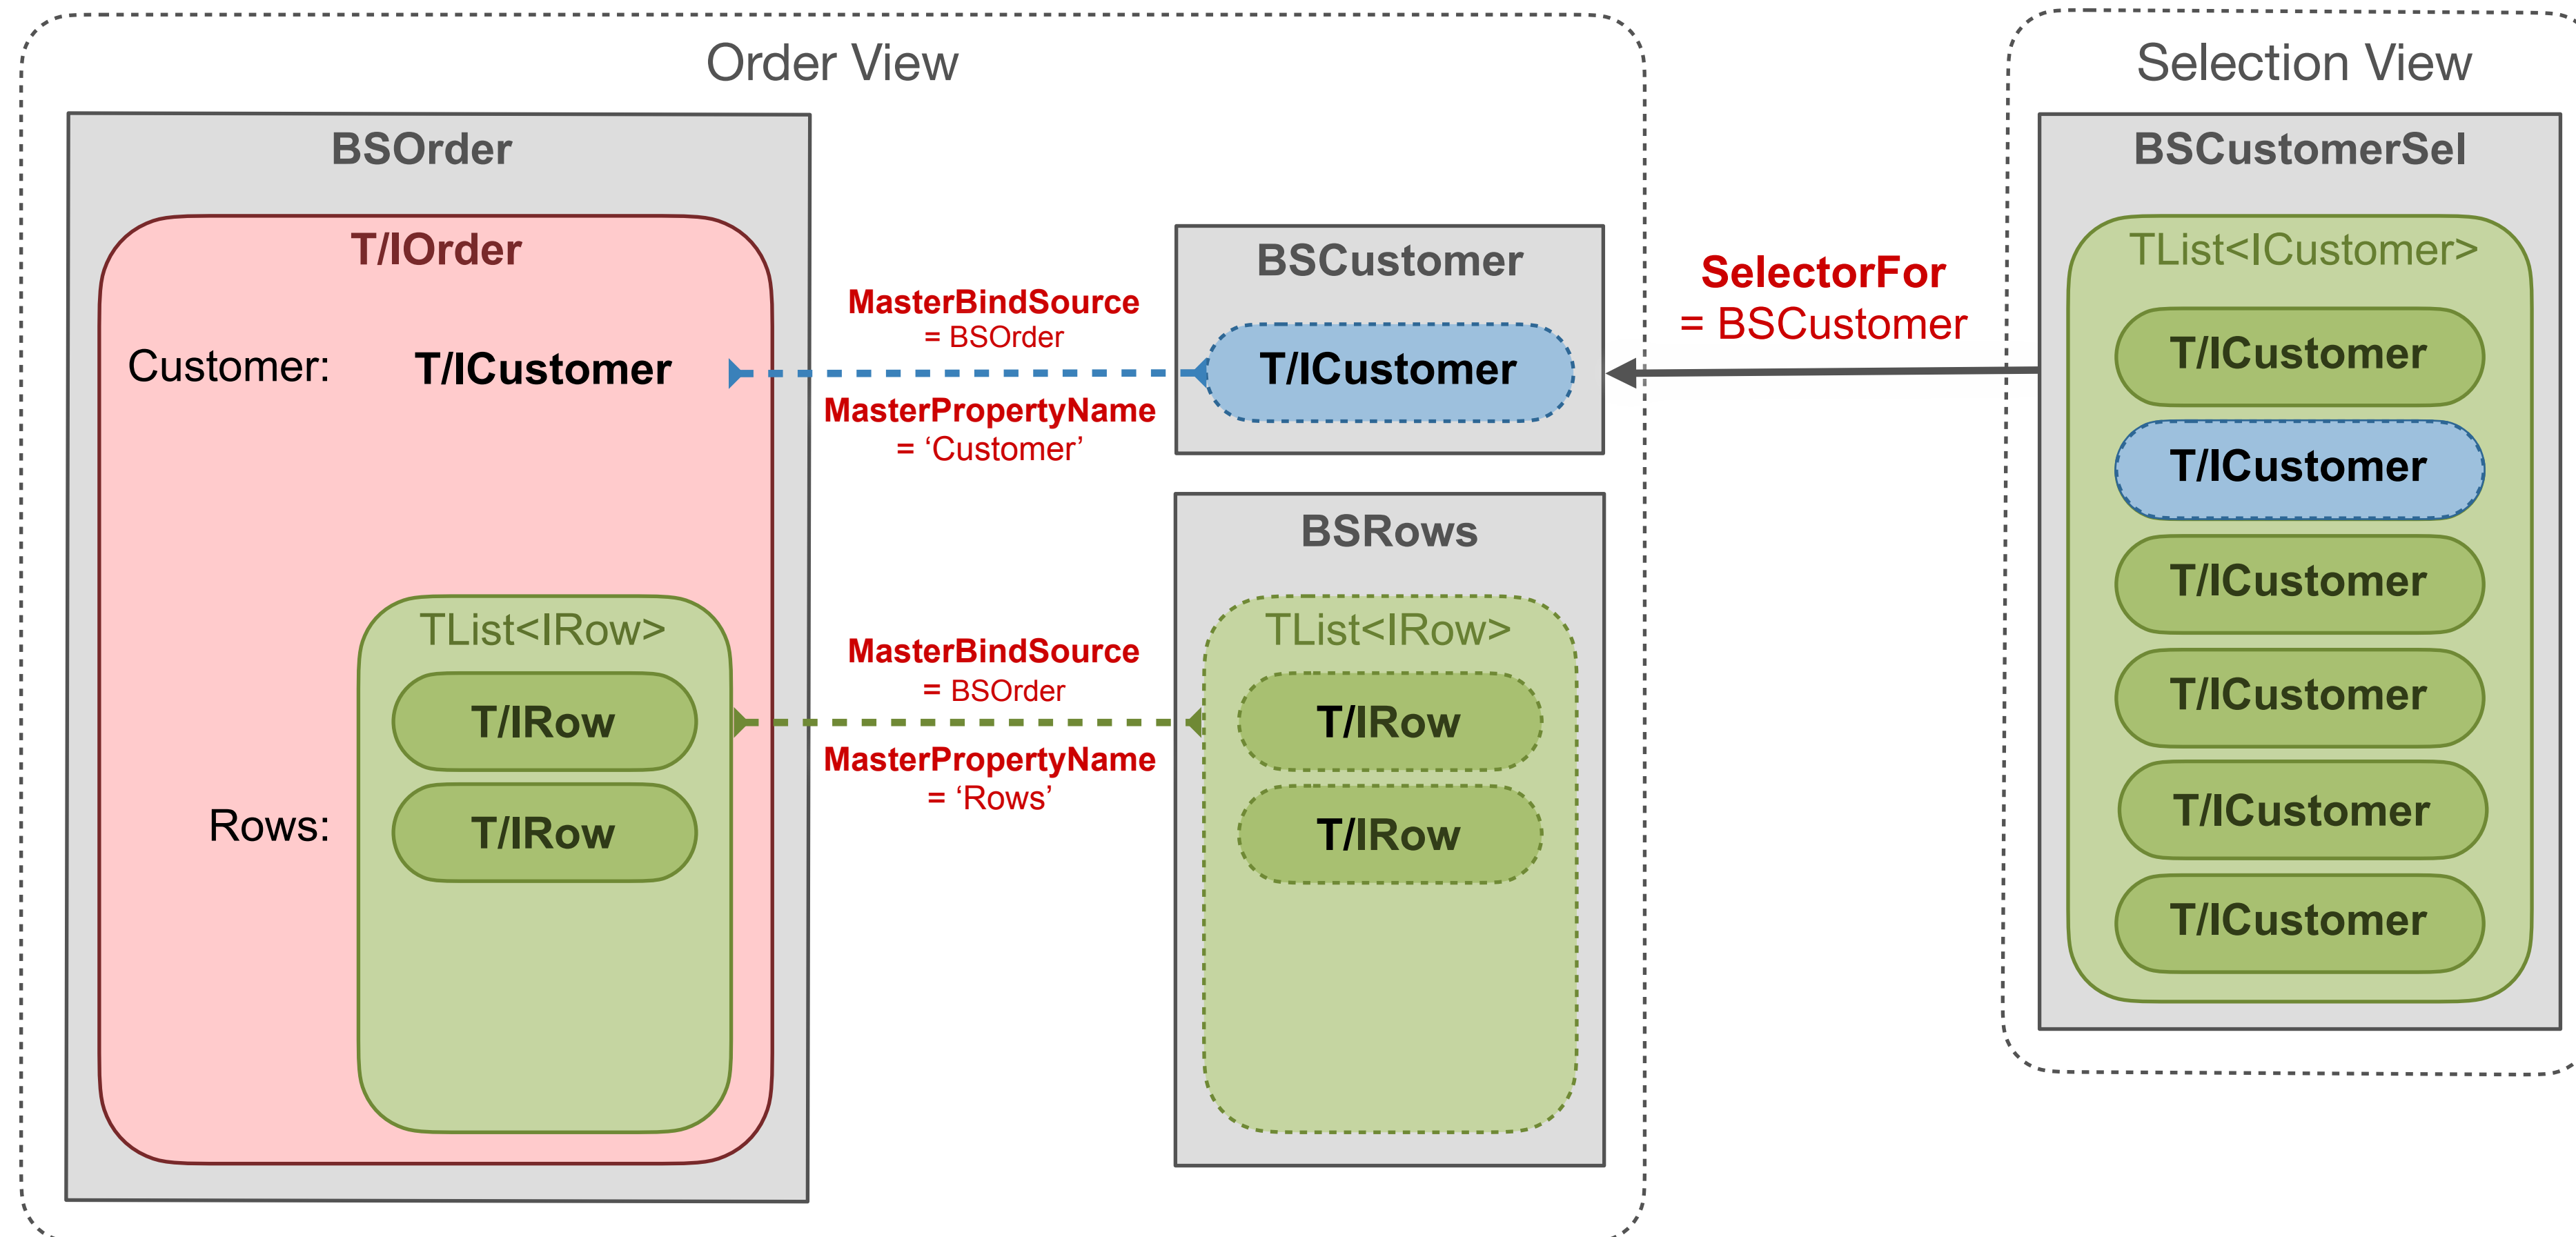 Order View
BSOrder
T/IOrder
Customer: T/ICustomer
TList<IRow>
T/IRow
Rows: T/IRow
MasterBindSource
= BSOrder
MasterPropertyName
= ‘Customer’
MasterBindSource
= BSOrder
MasterPropertyName
= ‘Rows’
BSCustomer
T/ICustomer
BSRows
TList<IRow>
T/IRow
T/IRow
SelectorFor
= BSCustomer
Selection View
BSCustomerSel
TList<ICustomer>
T/ICustomer
T/ICustomer
T/ICustomer
T/ICustomer
T/ICustomer
T/ICustomer